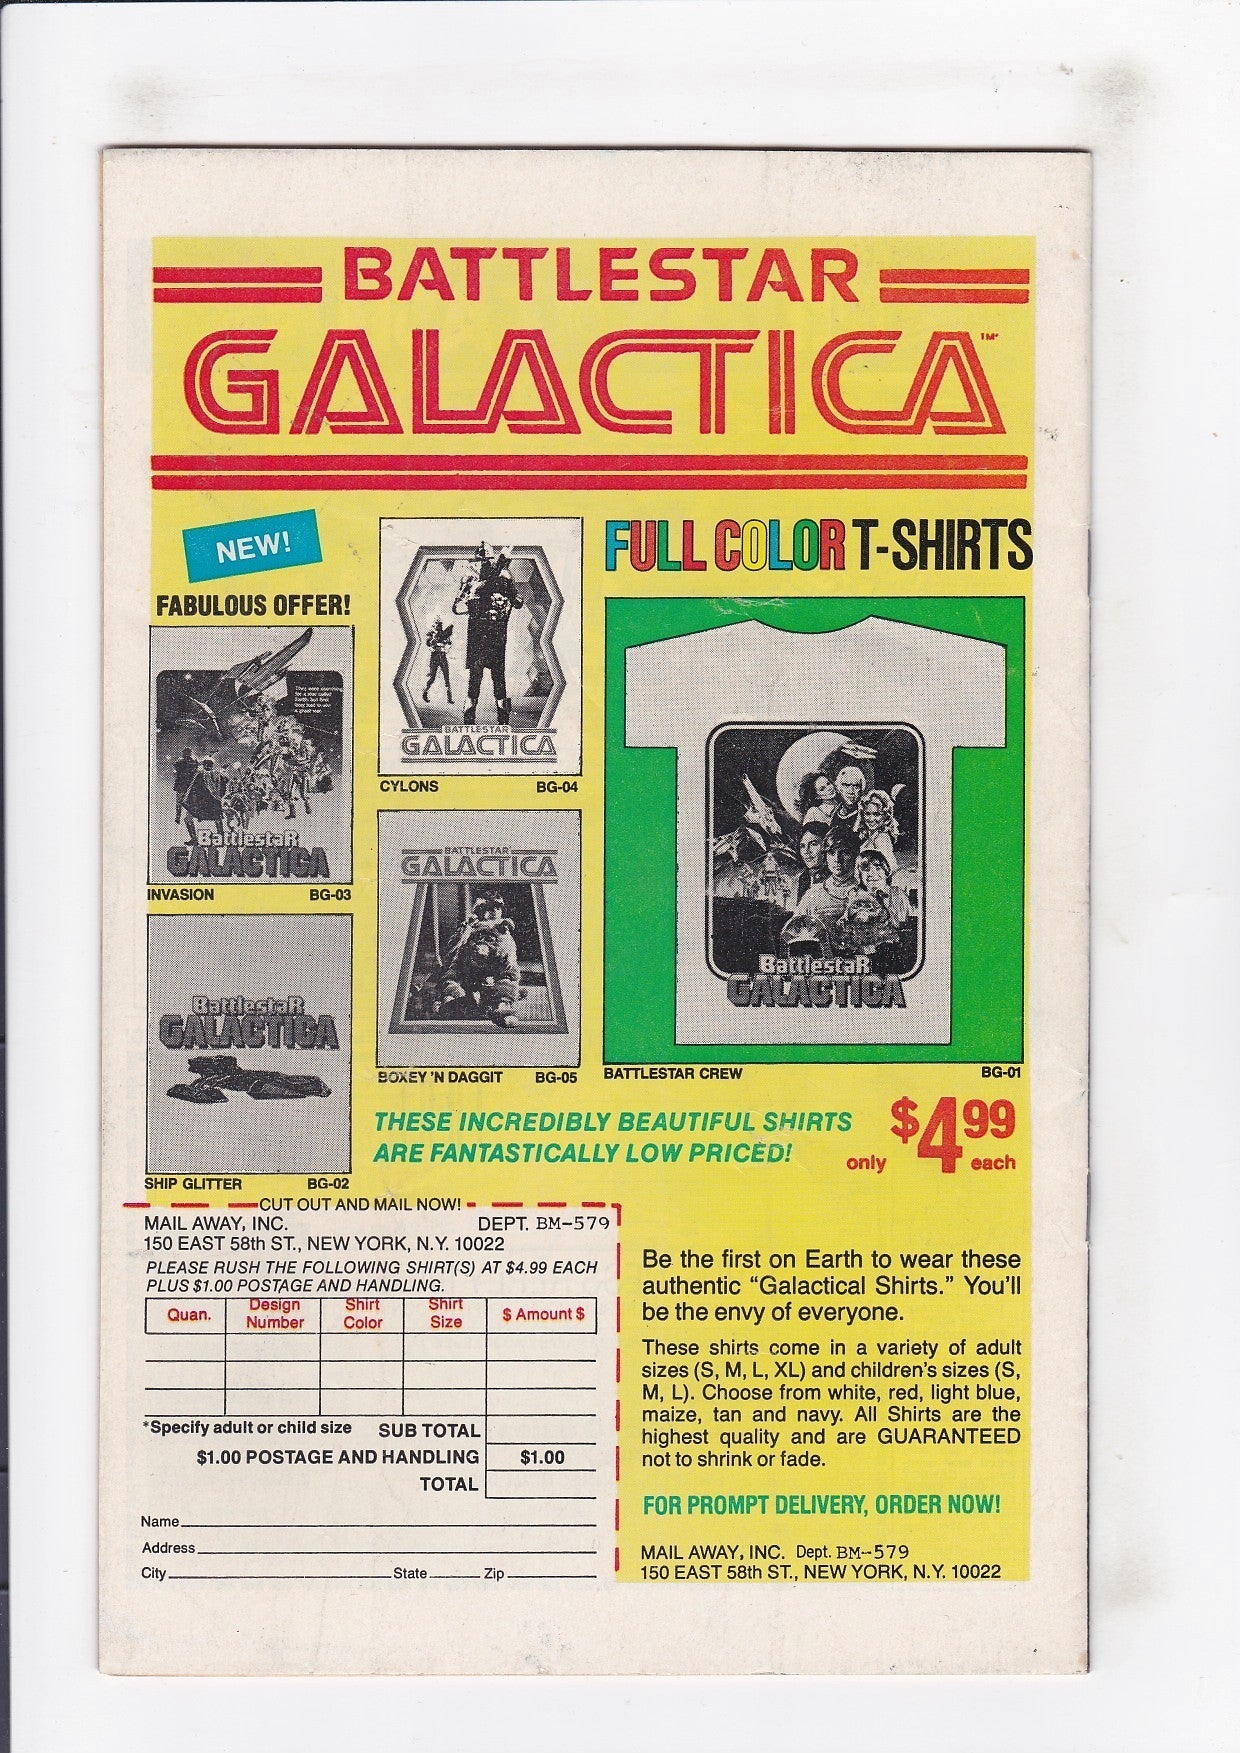 BATTLESTAR
GALACTICA™
NEW!
FABULOUS OFFER!
FULL COLOR T-SHIRTS
Battlestar
GALACTICA
INVASION BG-03
BATTLESTAR
GALACTICA
CYLONS BG-04
Battlestar
GALACTICA
SHIP GLITTER BG-02
BATTLESTAR
GALACTICA
BOXEY 'N DAGGIT BG-05
Battlestar
GALACTICA
BATTLESTAR CREW BG-01
THESE INCREDIBLY BEAUTIFUL SHIRTS
ARE FANTASTICALLY LOW PRICED!
only $4.99 each
CUT OUT AND MAIL NOW!
MAIL AWAY, INC. DEPT. BM-579
150 EAST 58th ST., NEW YORK, N.Y. 10022
PLEASE RUSH THE FOLLOWING SHIRT(S) AT $4.99 EACH
PLUS $1.00 POSTAGE AND HANDLING.
Quan. Design Number Shirt Color Shirt Size $ Amount $
*Specify adult or child size SUB TOTAL
$1.00 POSTAGE AND HANDLING $1.00
TOTAL
Name
Address
City State Zip
Be the first on Earth to wear these
authentic "Galactical Shirts." You'll
be the envy of everyone.
These shirts come in a variety of adult
sizes (S, M, L, XL) and children's sizes (S,
M, L). Choose from white, red, light blue,
maize, tan and navy. All Shirts are the
highest quality and are GUARANTEED
not to shrink or fade.
FOR PROMPT DELIVERY, ORDER NOW!
MAIL AWAY, INC. Dept. BM-579
150 EAST 58th ST., NEW YORK, N.Y. 10022